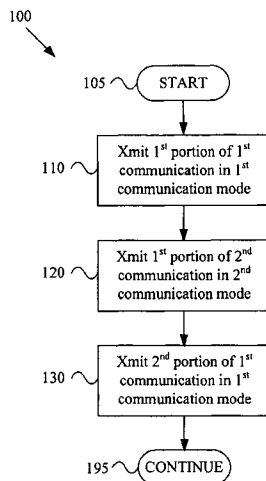 100
105
START
110
Xmit 1st portion of 1st
communication in 1st
communication mode
120
Xmit 1st portion of 2nd
communication in 2nd
communication mode
130
Xmit 2nd portion of 1st
communication in 1st
communication mode
195
CONTINUE